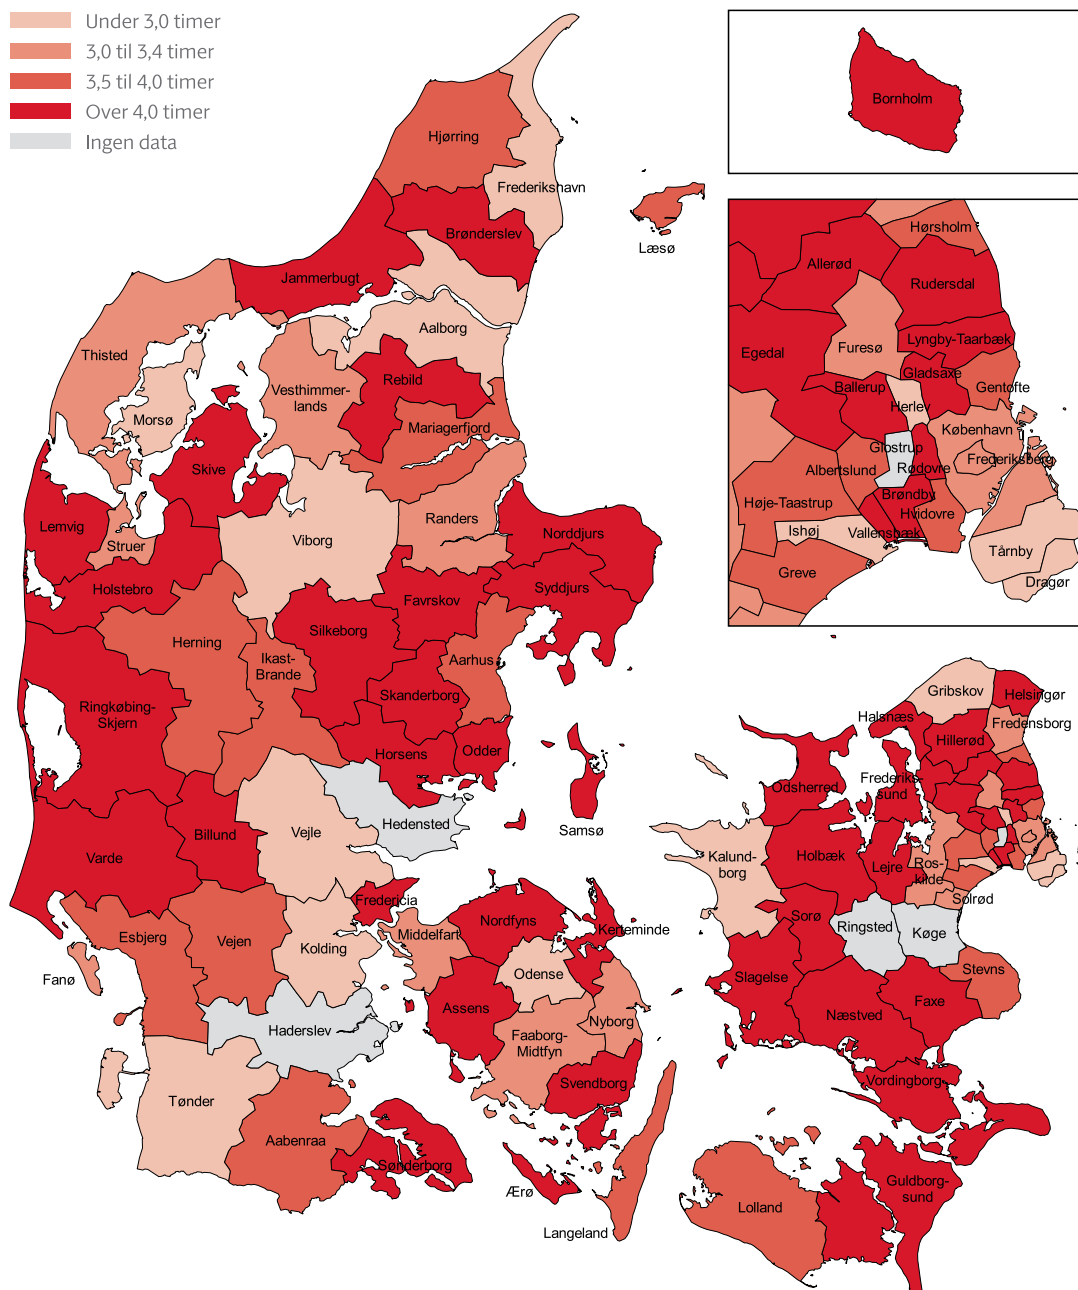 Under 3,0 timer
3,0 til 3,4 timer
3,5 til 4,0 timer
Over 4,0 timer
Ingen data
Bornholm
Hjørring
Frederikshavn
Brønderslev
Læsø
Jammerbugt
Aalborg
Thisted
Rebild
Vesthimmer-
lands
Morsø
Mariagerfjord
Skive
Lemvig
Randers
Norddjurs
Struer
Viborg
Holstebro
Favrskov
Syddjurs
Silkeborg
Herning
Ikast-
Brande
Aarhus
Skanderborg
Ringkøbing-
Skjern
Horsens
Odder
Hedensted
Samsø
Billund
Vejle
Varde
Fredericia
Esbjerg
Vejen
Kolding
Middelfart
Nordfyns
Kerteminde
Fanø
Odense
Assens
Nyborg
Haderslev
Faaborg-
Midtfyn
Svendborg
Tønder
Aabenraa
Sønderborg
Ærø
Langeland
Hørsholm
Allerød
Rudersdal
Egedal
Furesø
Lyngby-Taarbæk
Gladsaxe
Ballerup
Gentofte
Herlev
København
Glostrup
Frederiksberg
Albertslund
Rødovre
Høje-Taastrup
Brøndby
Hvidovre
Ishøj
Vallensbæk
Tårnby
Greve
Dragør
Gribskov
Helsingør
Halsnæs
Fredensborg
Hillerød
Odsherred
Frederiks-
sund
Kalund-
borg
Holbæk
Lejre
Ros-
kilde
Solrød
Sorø
Ringsted
Køge
Slagelse
Stevns
Næstved
Faxe
Vordingborg
Guldborg-
sund
Lolland